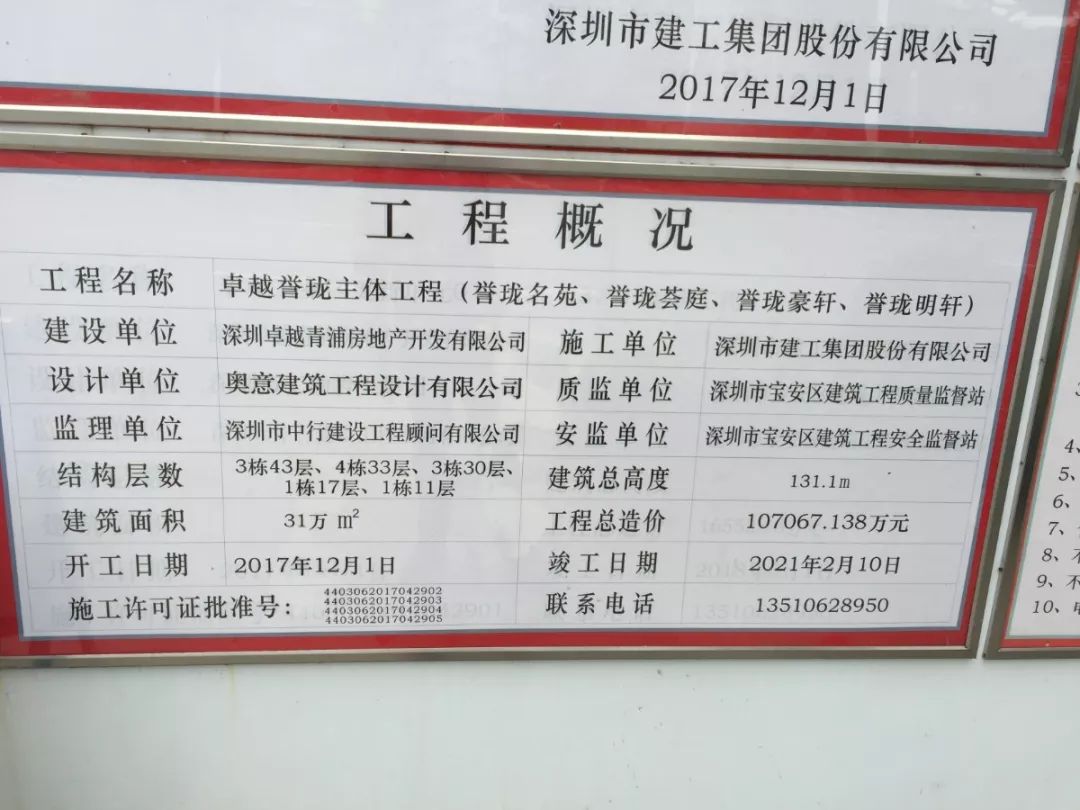 深圳市建工集团股份有限公司
2017年12月1日
工程概况
工程名称 卓越誉珑主体工程（誉珑名苑、誉珑荟庭、誉珑豪轩、誉珑明轩）
建设单位 深圳卓越青浦房地产开发有限公司 施工单位 深圳市建工集团股份有限公司
设计单位 奥意建筑工程设计有限公司 质监单位 深圳市宝安区建筑工程质量监督站
监理单位 深圳市中行建设工程顾问有限公司 安监单位 深圳市宝安区建筑工程安全监督站
结构层数 3栋43层、4栋33层、3栋30层、
1栋17层、1栋11层 建筑总高度 131.1m
建筑面积 31万 m² 工程总造价 107067.138万元
开工日期 2017年12月1日 竣工日期 2021年2月10日
施工许可证批准号： 4403062017042902
4403062017042903
4403062017042904
4403062017042905 联系电话 13510628950
4、
5、
6、
7、
8、不
9、不
10、